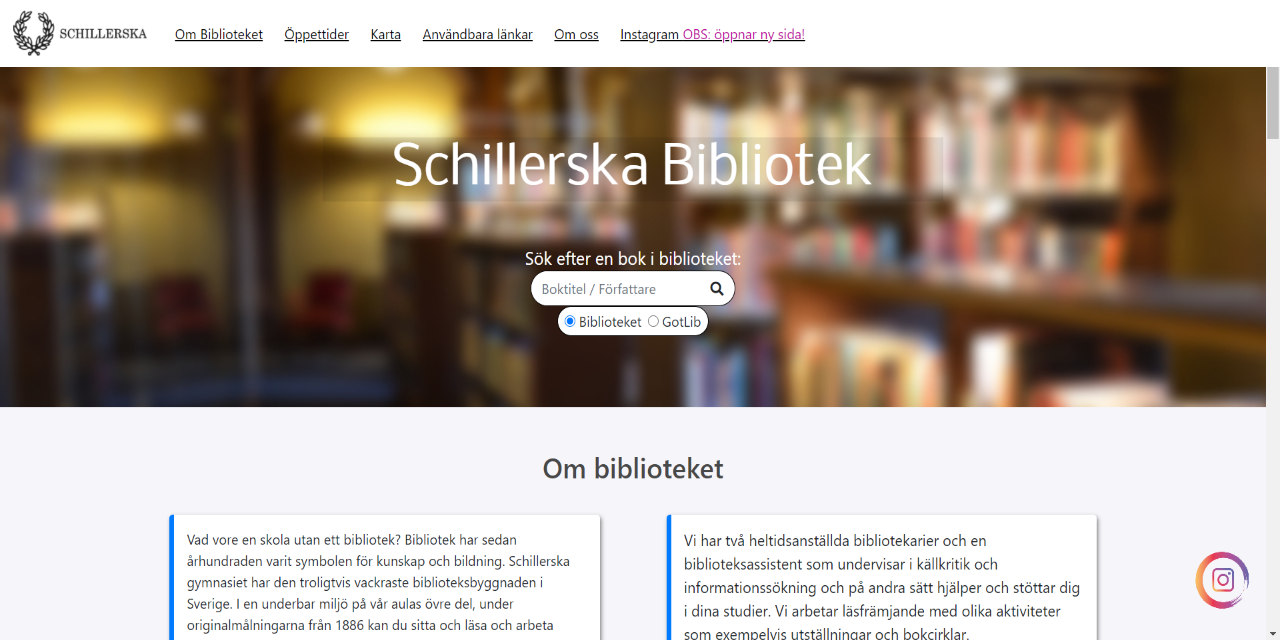 SCHILLERSKA
Om Biblioteket Öppettider Karta Användbara länkar Om oss Instagram OBS: öppnar ny sida!
Schillerska Bibliotek
Sök efter en bok i biblioteket:
Boktitel / Författare
Biblioteket GotLib
Om biblioteket
Vad vore en skola utan ett bibliotek? Bibliotek har sedan
århundraden varit symbolen för kunskap och bildning. Schillerska
gymnasiet har den troligtvis vackraste biblioteksbyggnaden i
Sverige. I en underbar miljö på vår aulas övre del, under
originalmålningarna från 1886 kan du sitta och läsa och arbeta
Vi har två heltidsanställda bibliotekarier och en
biblioteksassistent som undervisar i källkritik och
informationssökning och på andra sätt hjälper och stöttar dig
i dina studier. Vi arbetar läsfrämjande med olika aktiviteter
som exempelvis utställningar och bokcirklar.